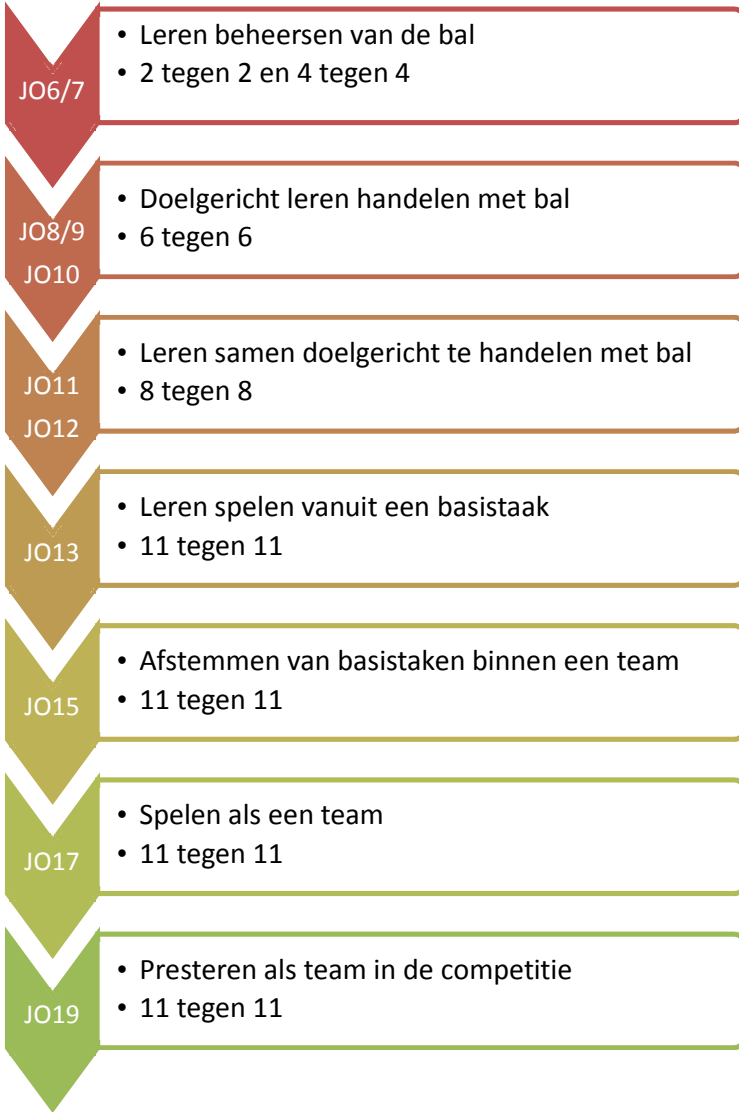 JO6/7
• Leren beheersen van de bal
• 2 tegen 2 en 4 tegen 4
JO8/9
JO10
• Doelgericht leren handelen met bal
• 6 tegen 6
JO11
JO12
• Leren samen doelgericht te handelen met bal
• 8 tegen 8
JO13
• Leren spelen vanuit een basistaak
• 11 tegen 11
JO15
• Afstemmen van basistaken binnen een team
• 11 tegen 11
JO17
• Spelen als een team
• 11 tegen 11
JO19
• Presteren als team in de competitie
• 11 tegen 11